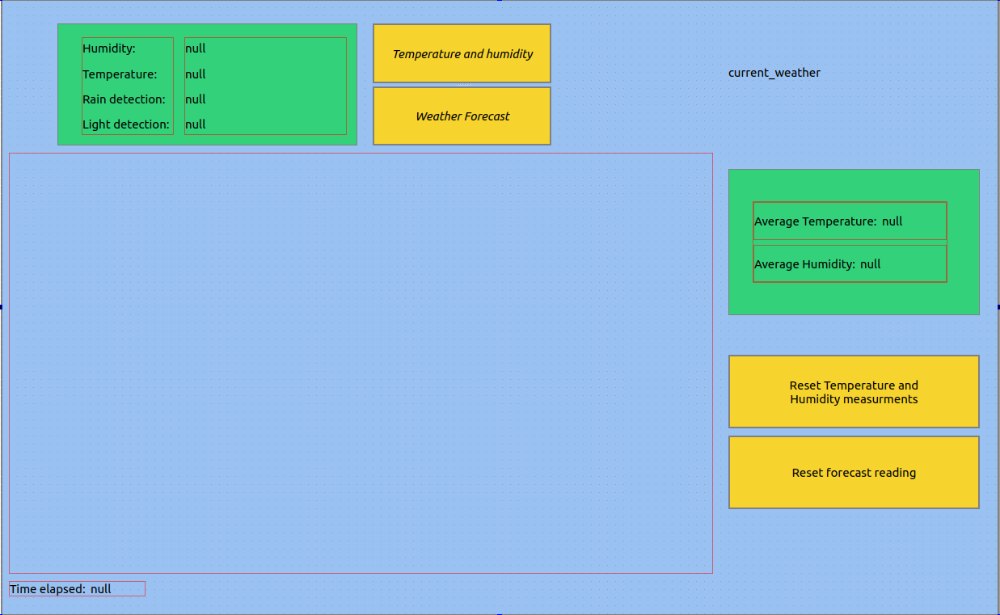 Humidity: null
Temperature: null
Rain detection: null
Light detection: null
Temperature and humidity
Weather Forecast
current_weather
Average Temperature: null
Average Humidity: null
Reset Temperature and
Humidity measurments
Reset forecast reading
Time elapsed: null